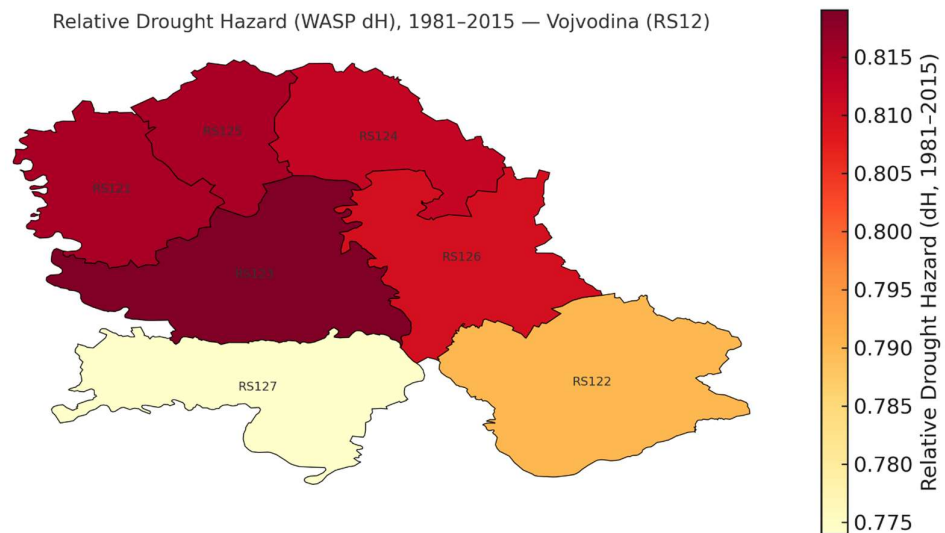 Relative Drought Hazard (WASP dH), 1981–2015 — Vojvodina (RS12)
RS125
RS124
RS121
RS123
RS126
RS127
RS122
0.815
0.810
0.805
0.800
0.795
0.790
0.785
0.780
0.775
Relative Drought Hazard (dH, 1981–2015)